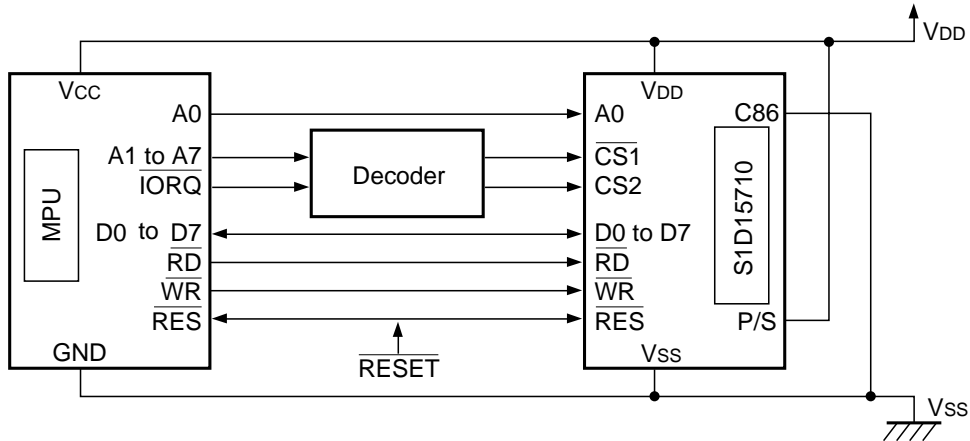 VDD
VCC
VDD
A0
A0
C86
A1 to A7
CS1
IORQ
Decoder
CS2
MPU
S1D15710
D0 to D7
D0 to D7
RD
RD
WR
WR
RES
RES
P/S
GND
RESET
VSS
VSS